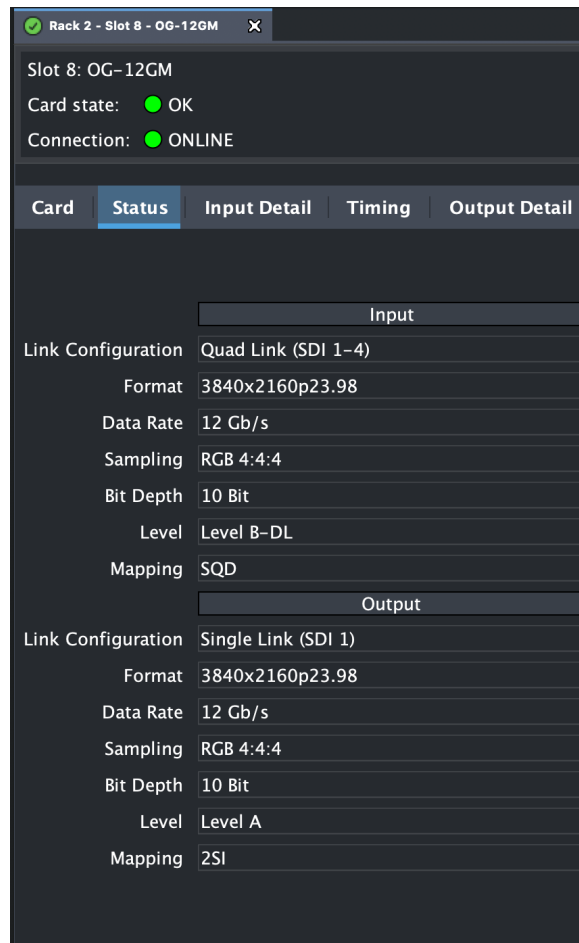 Rack 2 - Slot 8 - OG-12GM X
Slot 8: OG-12GM
Card state: OK
Connection: ONLINE
Card Status Input Detail Timing Output Detail
Input
Link Configuration Quad Link (SDI 1-4)
Format 3840x2160p23.98
Data Rate 12 Gb/s
Sampling RGB 4:4:4
Bit Depth 10 Bit
Level Level B-DL
Mapping SQD
Output
Link Configuration Single Link (SDI 1)
Format 3840x2160p23.98
Data Rate 12 Gb/s
Sampling RGB 4:4:4
Bit Depth 10 Bit
Level Level A
Mapping 2SI